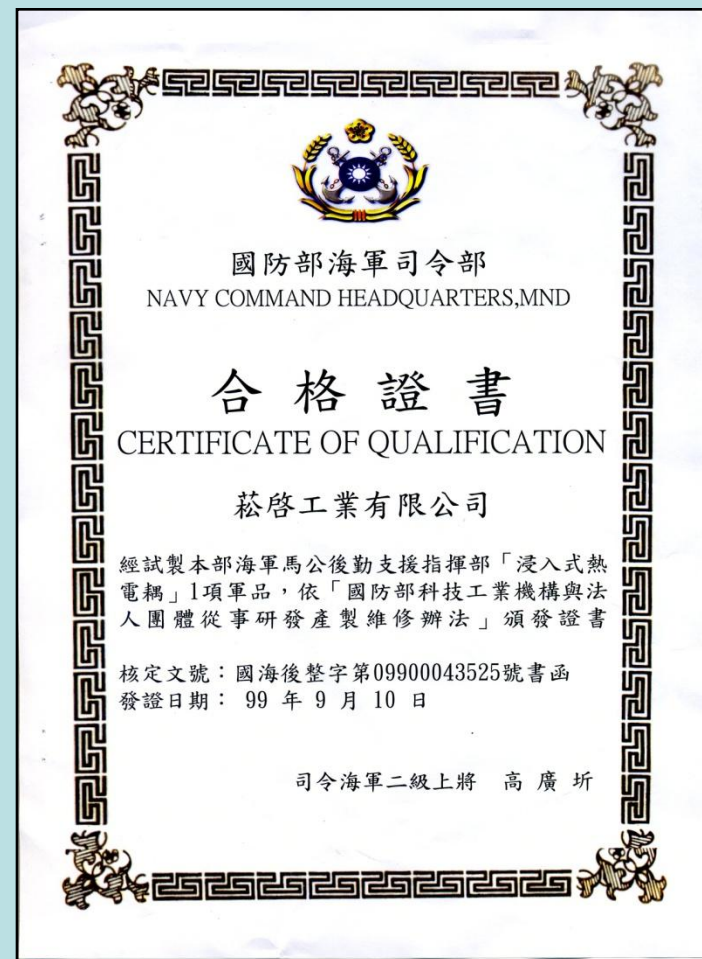 國防部海軍司令部
NAVY COMMAND HEADQUARTERS,MND
合格證書
CERTIFICATE OF QUALIFICATION
菘啓工業有限公司
經試製本部海軍馬公後勤支援指揮部「浸入式熱
電耦」1項軍品，依「國防部科技工業機構與法
人團體從事研發產製維修辦法」頒發證書
核定文號：國海後整字第09900043525號書函
發證日期： 99 年 9 月 10 日
司令海軍二級上將 高廣圻